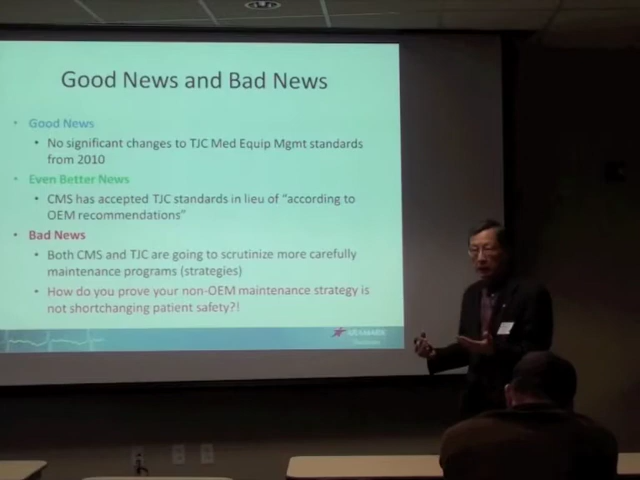 Good News and Bad News
• Good News
• No significant changes to TJC Med Equip Mgmt standards
from 2010
• Even Better News
• CMS has accepted TJC standards in lieu of "according to
OEM recommendations"
• Bad News
• Both CMS and TJC are going to scrutinize more carefully
maintenance programs (strategies)
• How do you prove your non-OEM maintenance strategy is
not shortchanging patient safety?!
ARAMARK